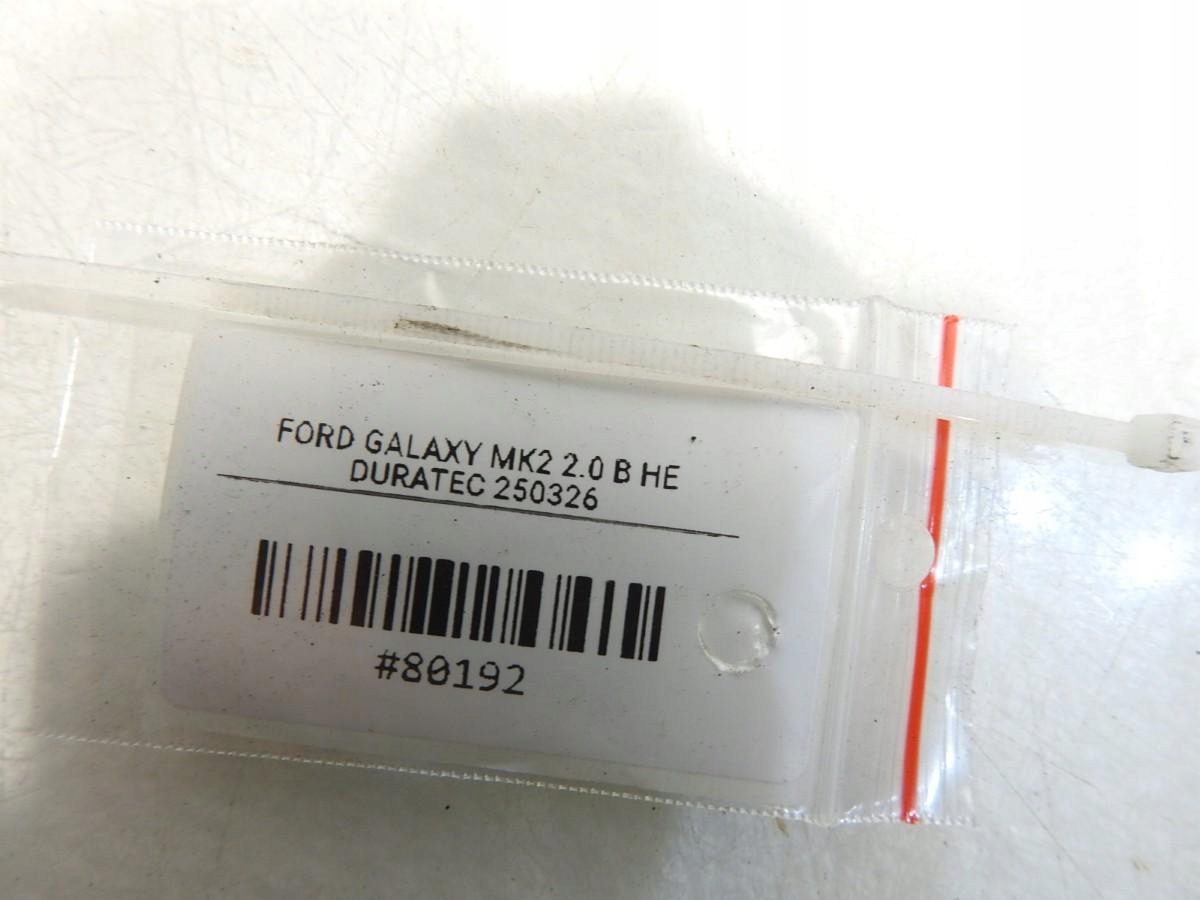 FORD GALAXY MK2 2.0 B HE
DURATEC 250326
#80192